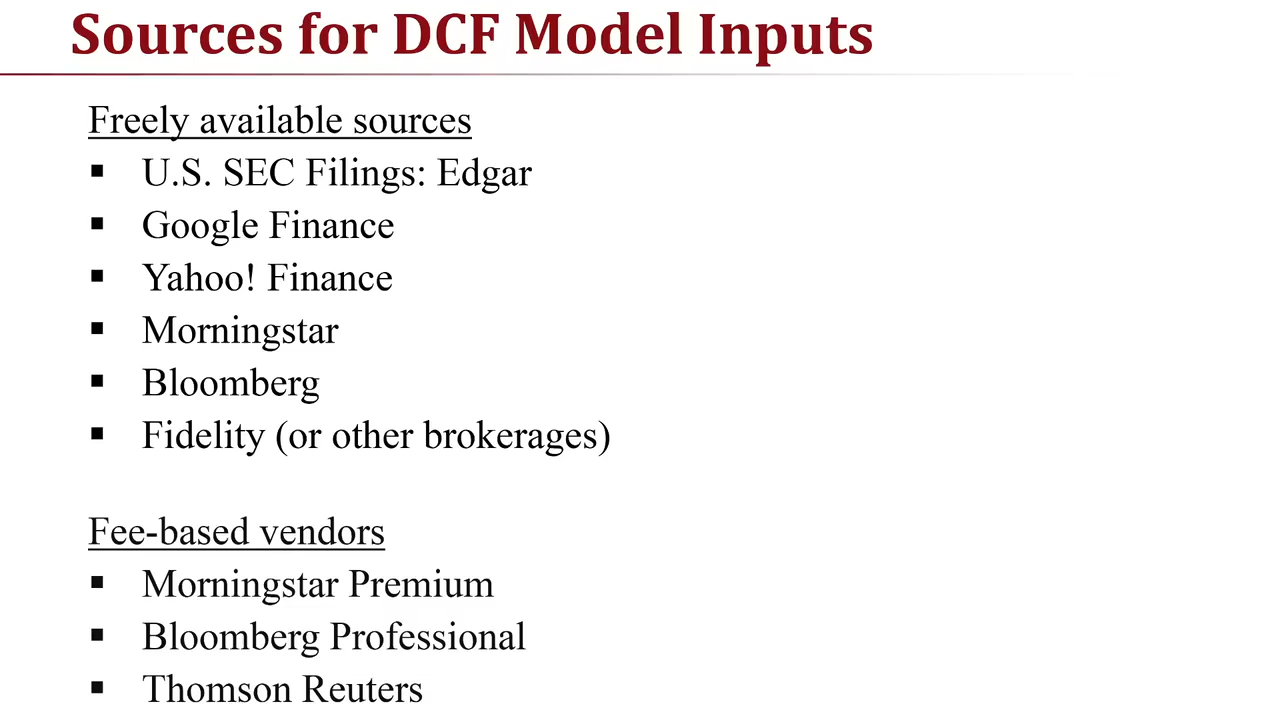 Sources for DCF Model Inputs
Freely available sources
▪ U.S. SEC Filings: Edgar
▪ Google Finance
▪ Yahoo! Finance
▪ Morningstar
▪ Bloomberg
▪ Fidelity (or other brokerages)
Fee-based vendors
▪ Morningstar Premium
▪ Bloomberg Professional
▪ Thomson Reuters